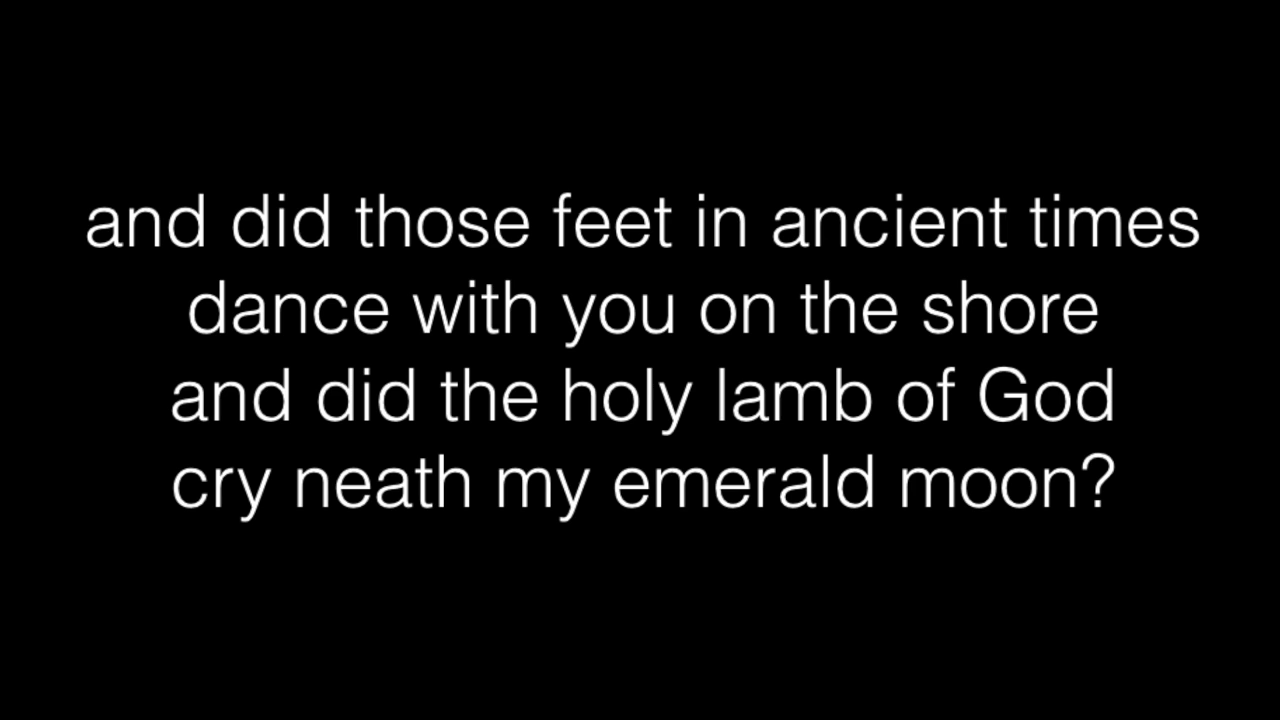 and did those feet in ancient times
dance with you on the shore
and did the holy lamb of God
cry neath my emerald moon?